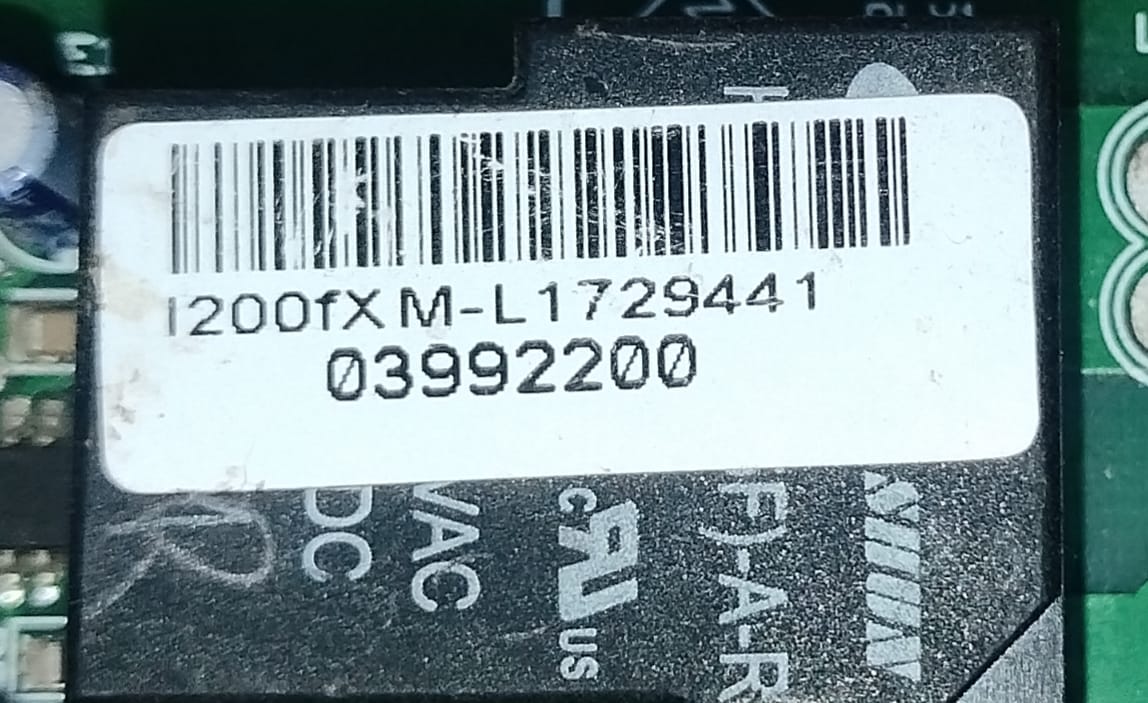 I200fXM-L1729441
03992200
DC
VAC
c
US
F)-A-R